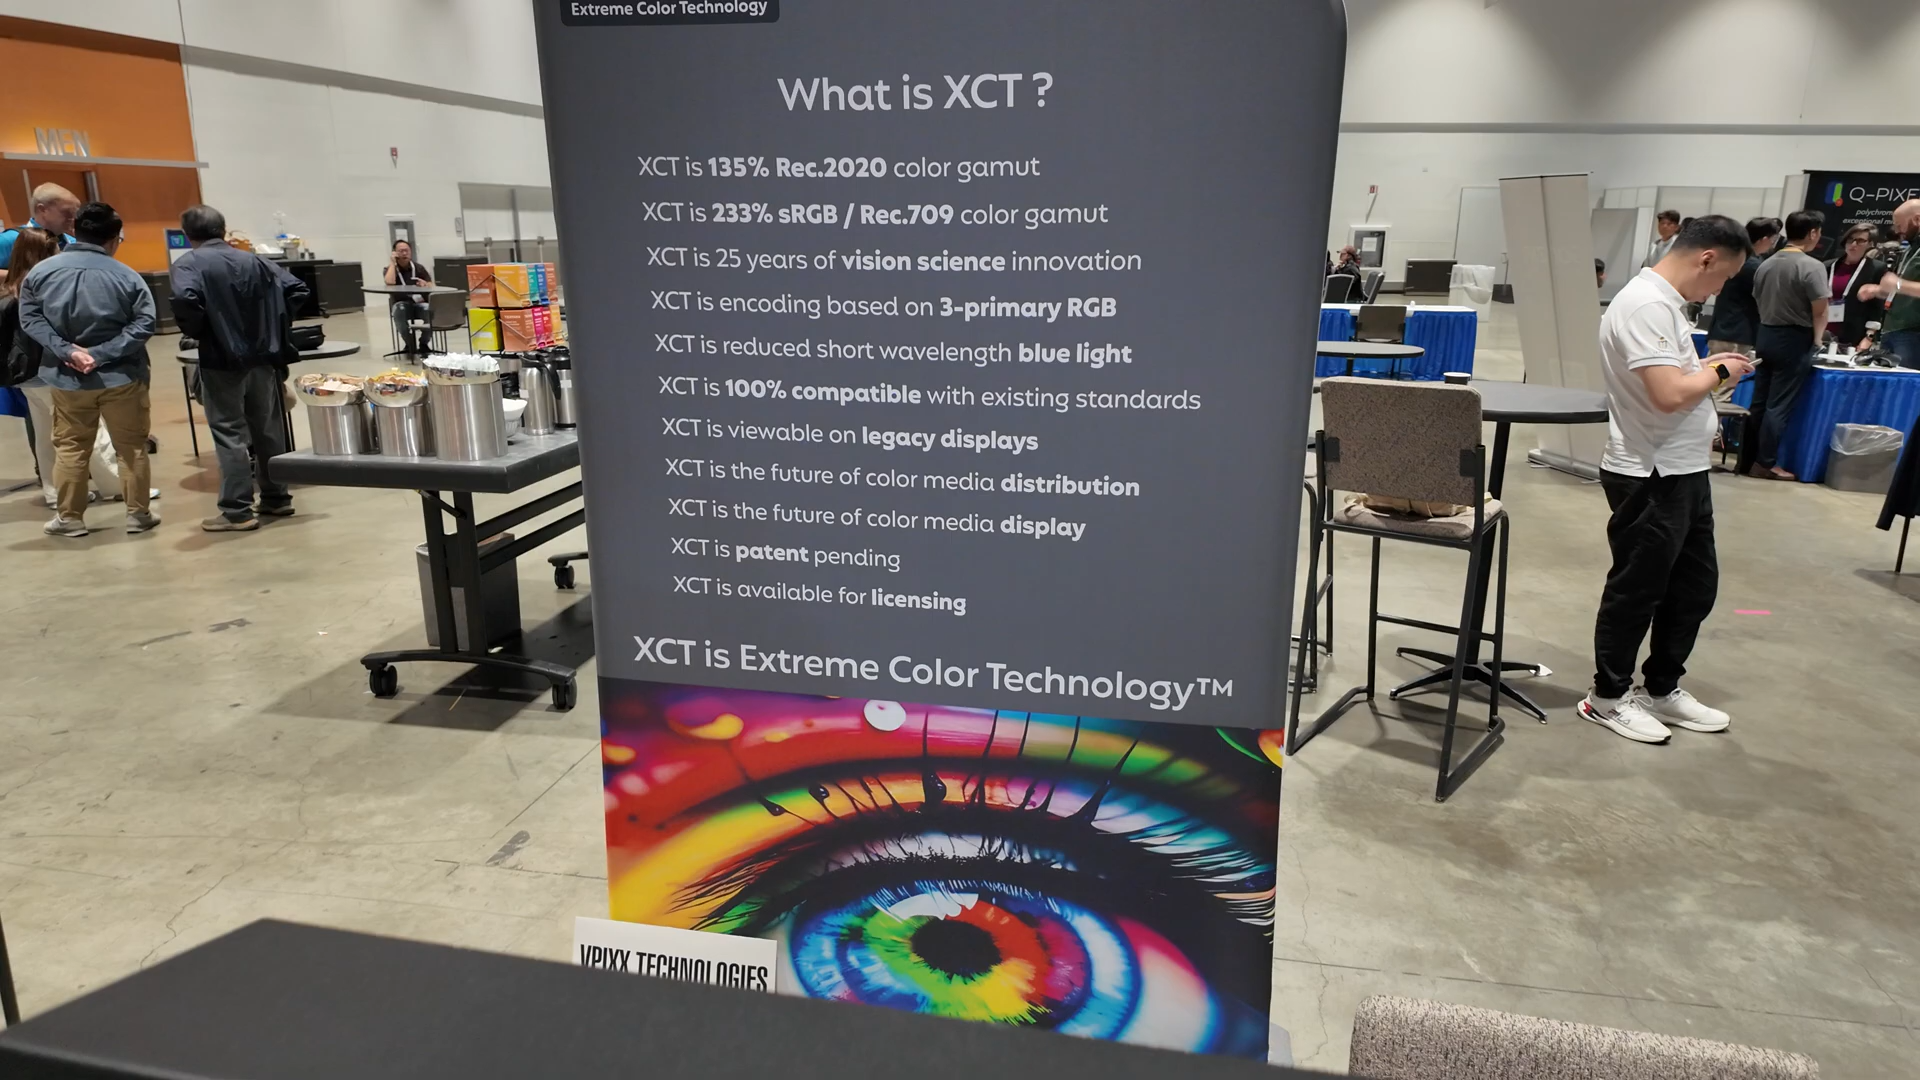 Extreme Color Technology
What is XCT ?
XCT is 135% Rec.2020 color gamut
XCT is 233% sRGB / Rec.709 color gamut
XCT is 25 years of vision science innovation
XCT is encoding based on 3-primary RGB
XCT is reduced short wavelength blue light
XCT is 100% compatible with existing standards
XCT is viewable on legacy displays
XCT is the future of color media distribution
XCT is the future of color media display
XCT is patent pending
XCT is available for licensing
XCT is Extreme Color Technology™
VPIXX TECHNOLOGIES
MEN
Q-PIXE